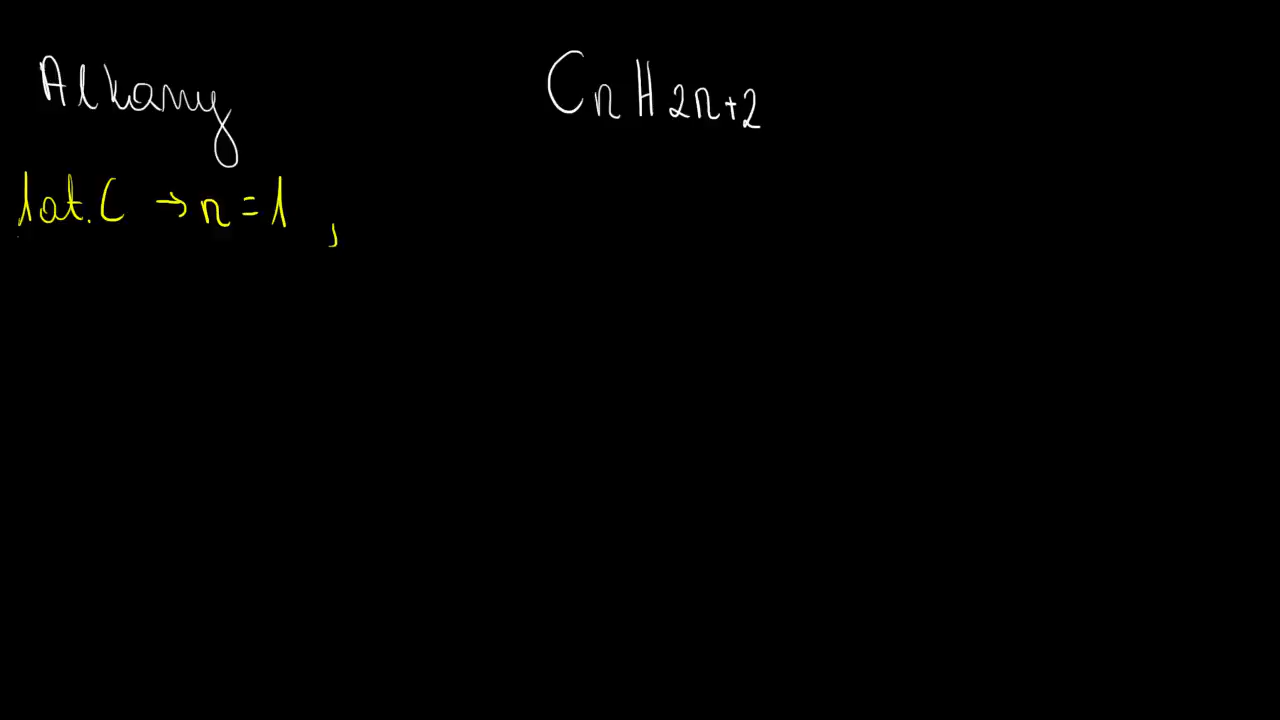 Alkany CnH2n+2
1at. C → n = 1 ,